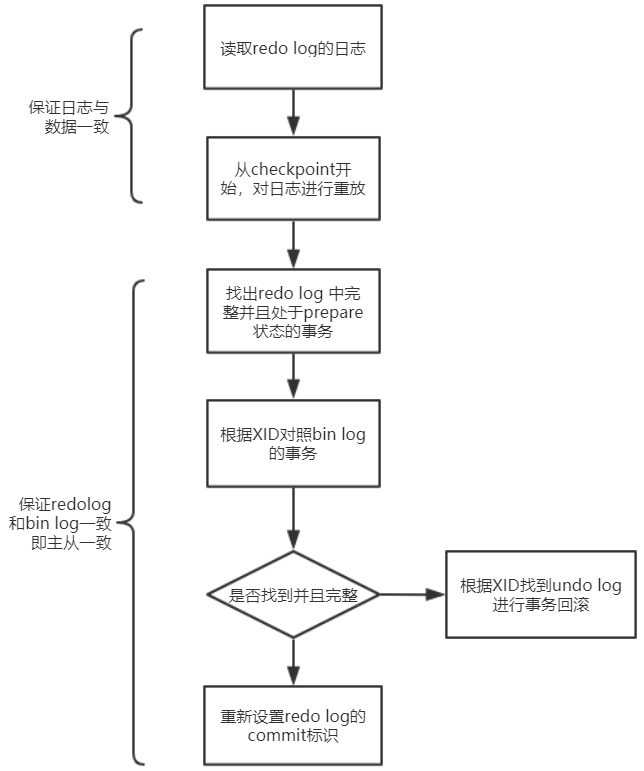 读取redo log的日志
保证日志与
数据一致
从checkpoint开
始，对日志进行重放
找出redo log 中完
整并且处于prepare
状态的事务
根据XID对照bin log
的事务
保证redolog
和bin log一致
即主从一致
是否找到并且完整
根据XID找到undo log
进行事务回滚
重新设置redo log的
commit标识